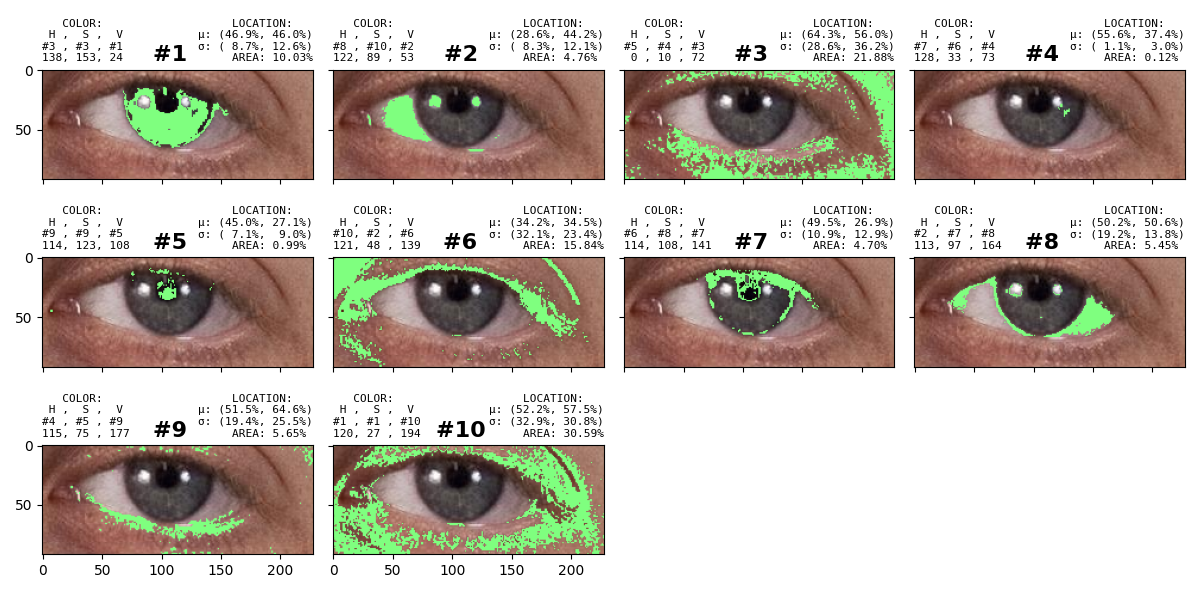 COLOR: LOCATION:
H , S , V μ: (46.9%, 46.0%)
#3 , #3 , #1 σ: ( 8.7%, 12.6%)
138, 153, 24 #1 AREA: 10.03%
COLOR: LOCATION:
H , S , V μ: (28.6%, 44.2%)
#8 , #10, #2 σ: ( 8.3%, 12.1%)
122, 89 , 53 #2 AREA: 4.76%
COLOR: LOCATION:
H , S , V μ: (64.3%, 56.0%)
#5 , #4 , #3 σ: (28.6%, 36.2%)
0 , 10 , 72 #3 AREA: 21.88%
COLOR: LOCATION:
H , S , V μ: (55.6%, 37.4%)
#7 , #6 , #4 σ: ( 1.1%, 3.0%)
128, 33 , 73 #4 AREA: 0.12%
0
50
COLOR: LOCATION:
H , S , V μ: (45.0%, 27.1%)
#9 , #9 , #5 σ: ( 7.1%, 9.0%)
114, 123, 108 #5 AREA: 0.99%
COLOR: LOCATION:
H , S , V μ: (34.2%, 34.5%)
#10, #2 , #6 σ: (32.1%, 23.4%)
121, 48 , 139 #6 AREA: 15.84%
COLOR: LOCATION:
H , S , V μ: (49.5%, 26.9%)
#6 , #8 , #7 σ: (10.9%, 12.9%)
114, 108, 141 #7 AREA: 4.70%
COLOR: LOCATION:
H , S , V μ: (50.2%, 50.6%)
#2 , #7 , #8 σ: (19.2%, 13.8%)
113, 97 , 164 #8 AREA: 5.45%
0
50
COLOR: LOCATION:
H , S , V μ: (51.5%, 64.6%)
#4 , #5 , #9 σ: (19.4%, 25.5%)
115, 75 , 177 #9 AREA: 5.65%
COLOR: LOCATION:
H , S , V μ: (52.2%, 57.5%)
#1 , #1 , #10 σ: (32.9%, 30.8%)
120, 27 , 194 #10 AREA: 30.59%
0
50
0 50 100 150 200
0 50 100 150 200